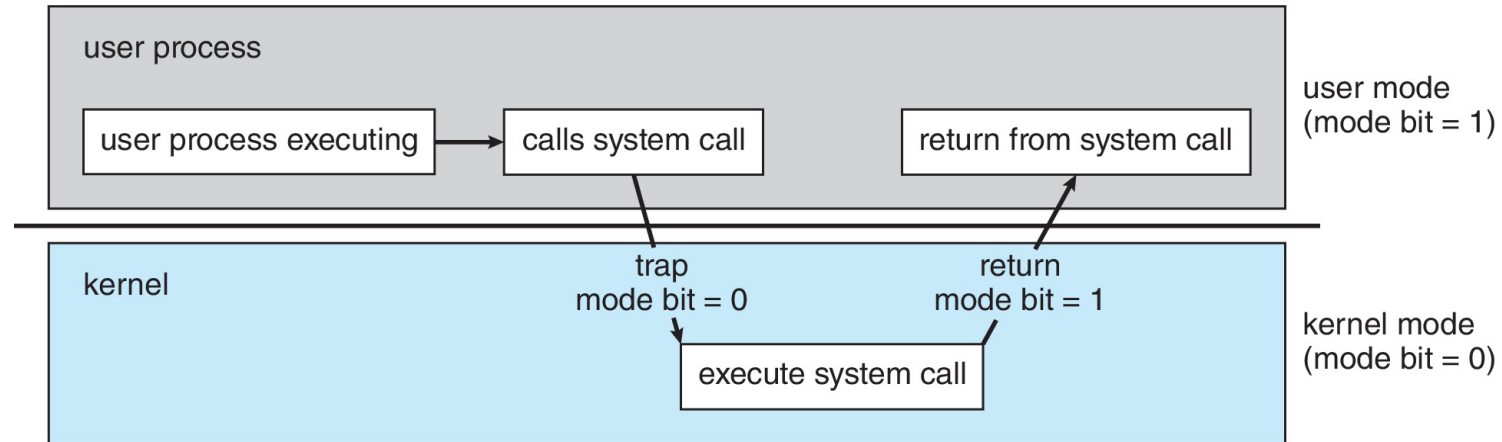 user process
user process executing
calls system call
return from system call
user mode
(mode bit = 1)
kernel
trap
mode bit = 0
return
mode bit = 1
execute system call
kernel mode
(mode bit = 0)